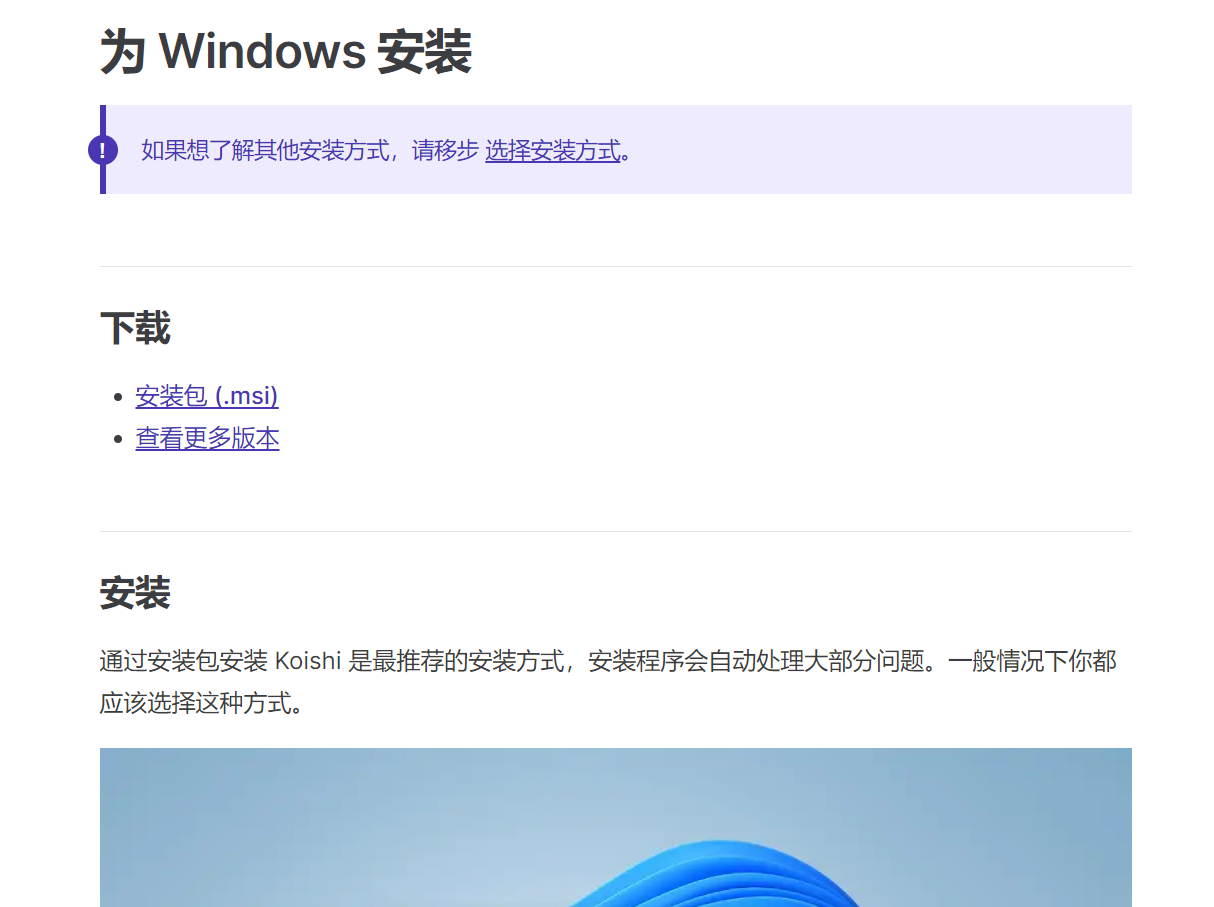 为 Windows 安装
!
如果想了解其他安装方式，请移步 选择安装方式。
下载
安装包 (.msi)
查看更多版本
安装
通过安装包安装 Koishi 是最推荐的安装方式，安装程序会自动处理大部分问题。一般情况下你都
应该选择这种方式。